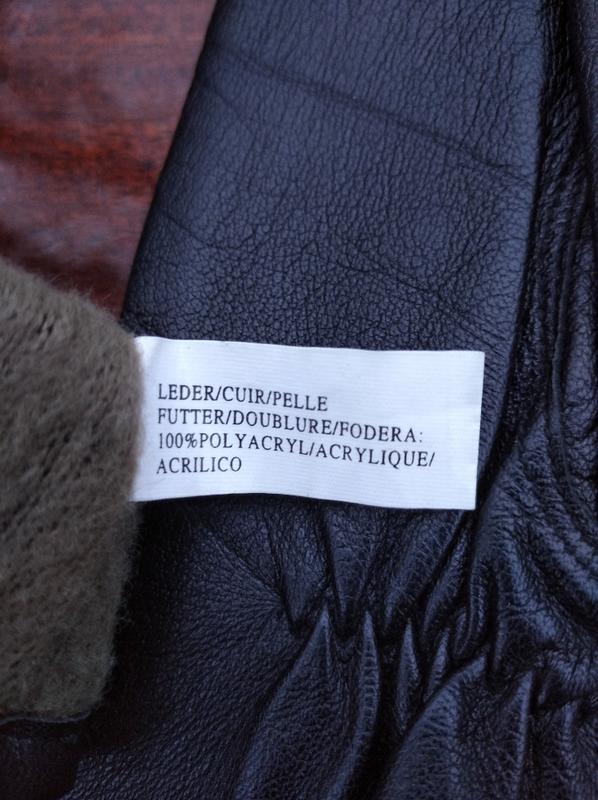 LEDER/CUIR/PELLE
FUTTER/DOUBLURE/FODERA:
100%POLYACRYL/ACRYLIQUE/
ACRILICO